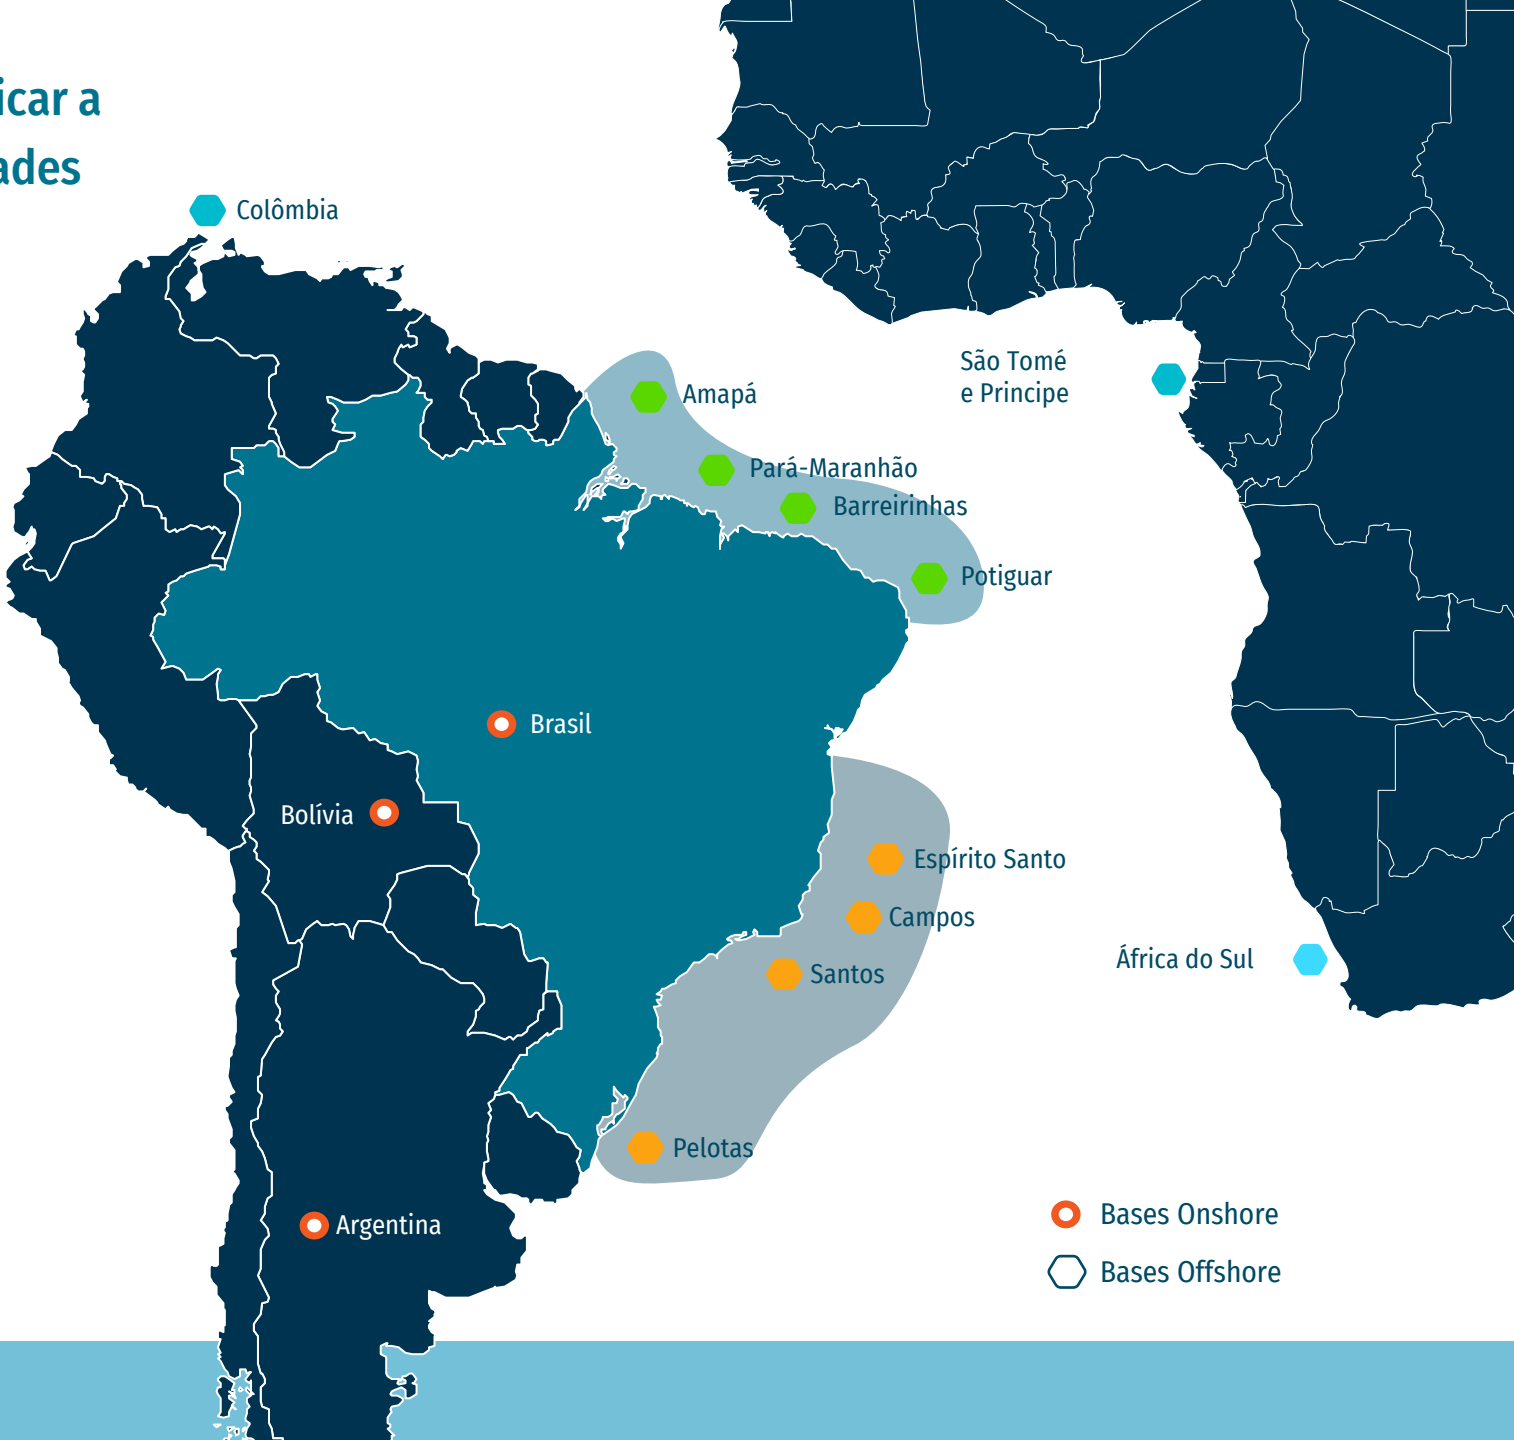 icar a
ades
Colômbia
São Tomé
e Principe
Amapá
Pará-Maranhão
Barreirinhas
Potiguar
Brasil
Bolívia
Espírito Santo
Campos
África do Sul
Santos
Pelotas
Bases Onshore
Argentina
Bases Offshore